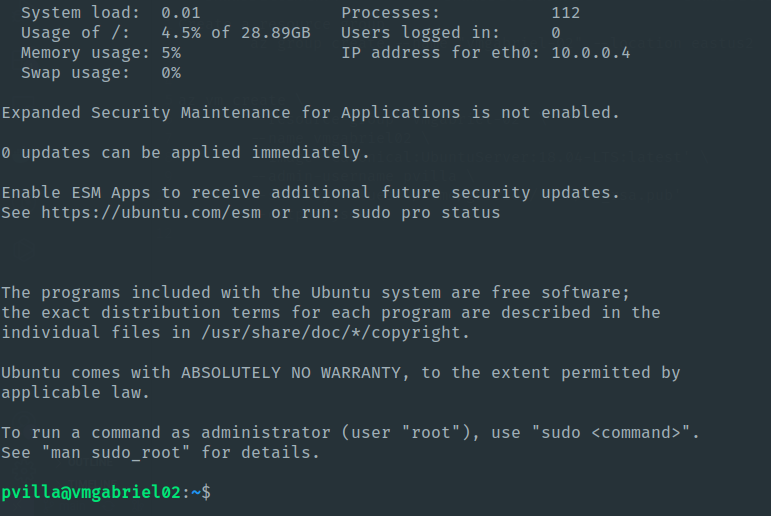 System load:  0.01              Processes:             112
Usage of /:   4.5% of 28.89GB   Users logged in:       0
Memory usage: 5%                IP address for eth0: 10.0.0.4
Swap usage:   0%
Expanded Security Maintenance for Applications is not enabled.
0 updates can be applied immediately.
Enable ESM Apps to receive additional future security updates.
See https://ubuntu.com/esm or run: sudo pro status
The programs included with the Ubuntu system are free software;
the exact distribution terms for each program are described in the
individual files in /usr/share/doc/*/copyright.
Ubuntu comes with ABSOLUTELY NO WARRANTY, to the extent permitted by
applicable law.
To run a command as administrator (user "root"), use "sudo <command>".
See "man sudo_root" for details.
pvilla@vmgabriel02:~$